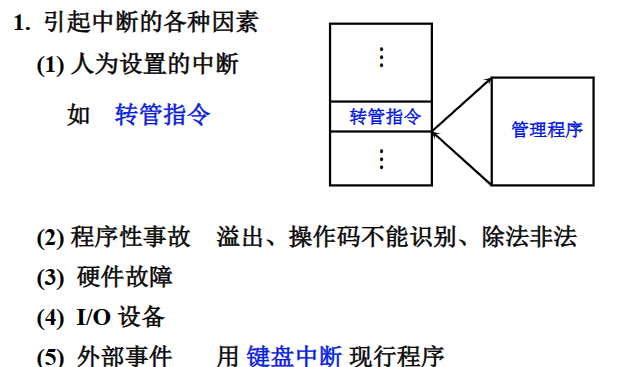 1. 引起中断的各种因素
(1) 人为设置的中断
如 转管指令
⋮
转管指令
⋮
管理程序
(2) 程序性事故 溢出、操作码不能识别、除法非法
(3) 硬件故障
(4) I/O 设备
(5) 外部事件 用 键盘中断 现行程序